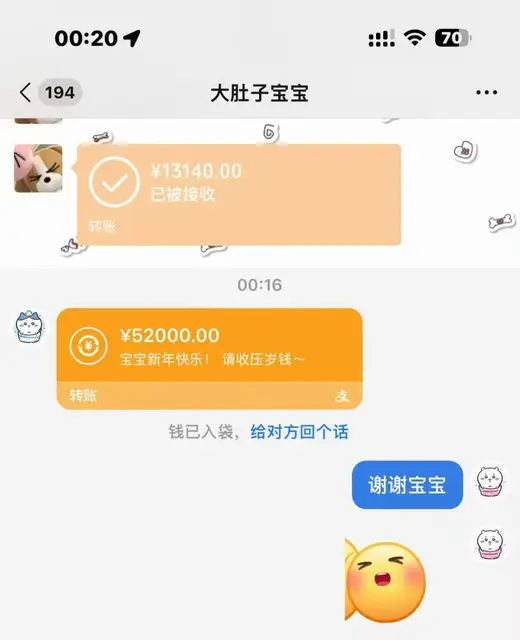 00:20
70
194
大肚子宝宝
¥13140.00
已被接收
转账
00:16
¥52000.00
宝宝新年快乐! 请收压岁钱~
转账
支
钱已入袋，给对方回个话
谢谢宝宝